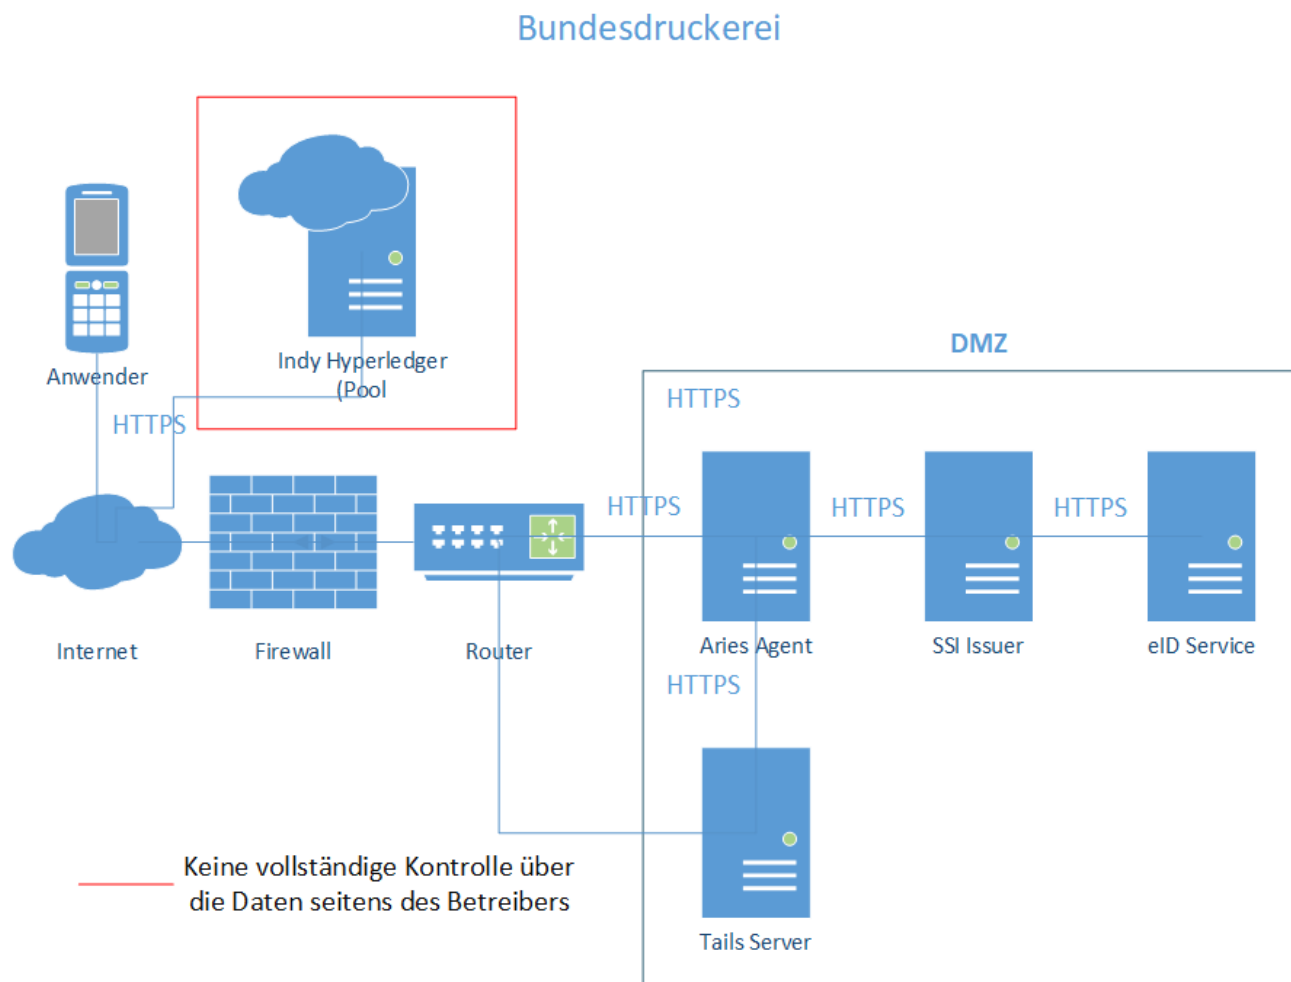 Bundesdruckerei
Anwender
Indy Hyperledger
(Pool
HTTPS
DMZ
HTTPS
HTTPS
HTTPS
HTTPS
Internet
Firewall
Router
Aries Agent
SSI Issuer
eID Service
HTTPS
Keine vollständige Kontrolle über
die Daten seitens des Betreibers
Tails Server